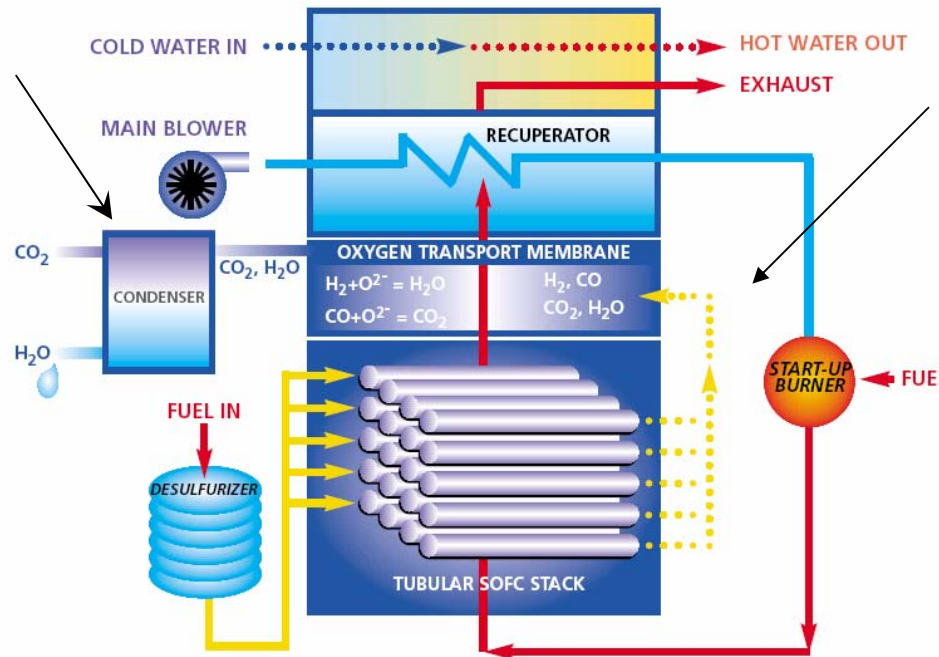 COLD WATER IN
HOT WATER OUT
EXHAUST
MAIN BLOWER
RECUPERATOR
OXYGEN TRANSPORT MEMBRANE
CO₂
CO₂, H₂O
CONDENSER
H₂+O²⁻ = H₂O
CO+O²⁻ = CO₂
H₂, CO
CO₂, H₂O
H₂O
START-UP
BURNER
FUE
FUEL IN
DESULFURIZER
TUBULAR SOFC STACK